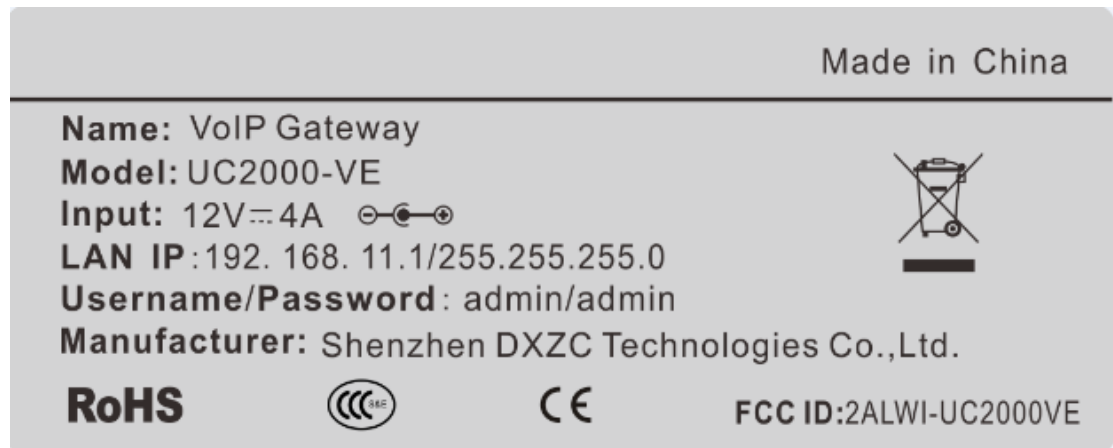 Made in China
Name: VoIP Gateway
Model: UC2000-VE
Input: 12V⎓4A
LAN IP:192. 168. 11.1/255.255.255.0
Username/Password: admin/admin
Manufacturer: Shenzhen DXZC Technologies Co.,Ltd.
RoHS CCC S&E CE FCC ID:2ALWI-UC2000VE